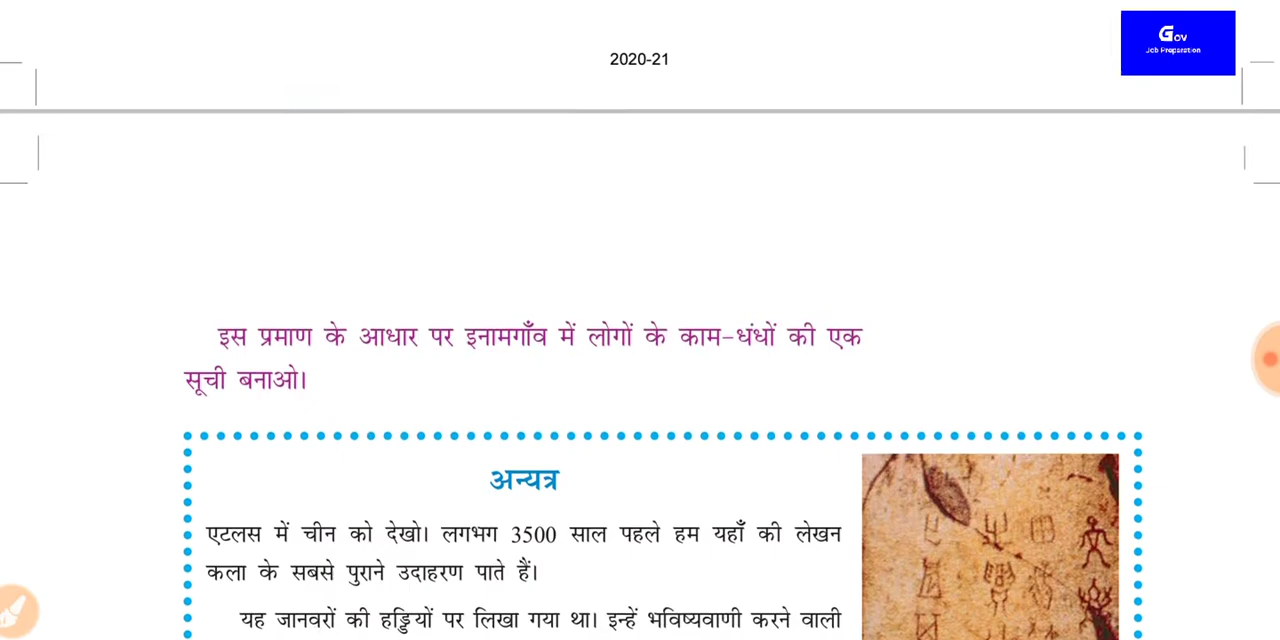 Gov
Job Preparation
2020-21
इस प्रमाण के आधार पर इनामगाँव में लोगों के काम-धंधों की एक
सूची बनाओ।
अन्यत्र
एटलस में चीन को देखो। लगभग 3500 साल पहले हम यहाँ की लेखन
कला के सबसे पुराने उदाहरण पाते हैं।
यह जानवरों की हड्डियों पर लिखा गया था। इन्हें भविष्यवाणी करने वाली